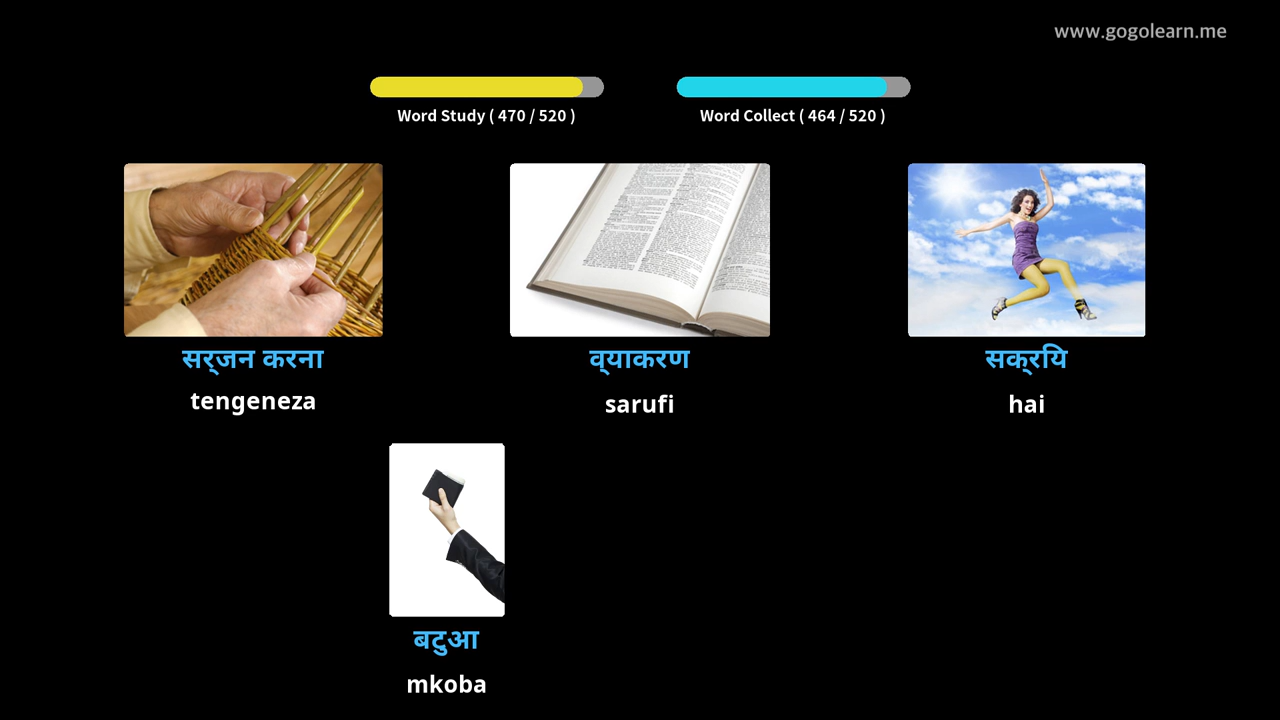 www.gogolearn.me
Word Study ( 470 / 520 )
Word Collect ( 464 / 520 )
सर्जन करना
tengeneza
व्याकरण
sarufi
सक्रयि
hai
बटुआ
mkoba